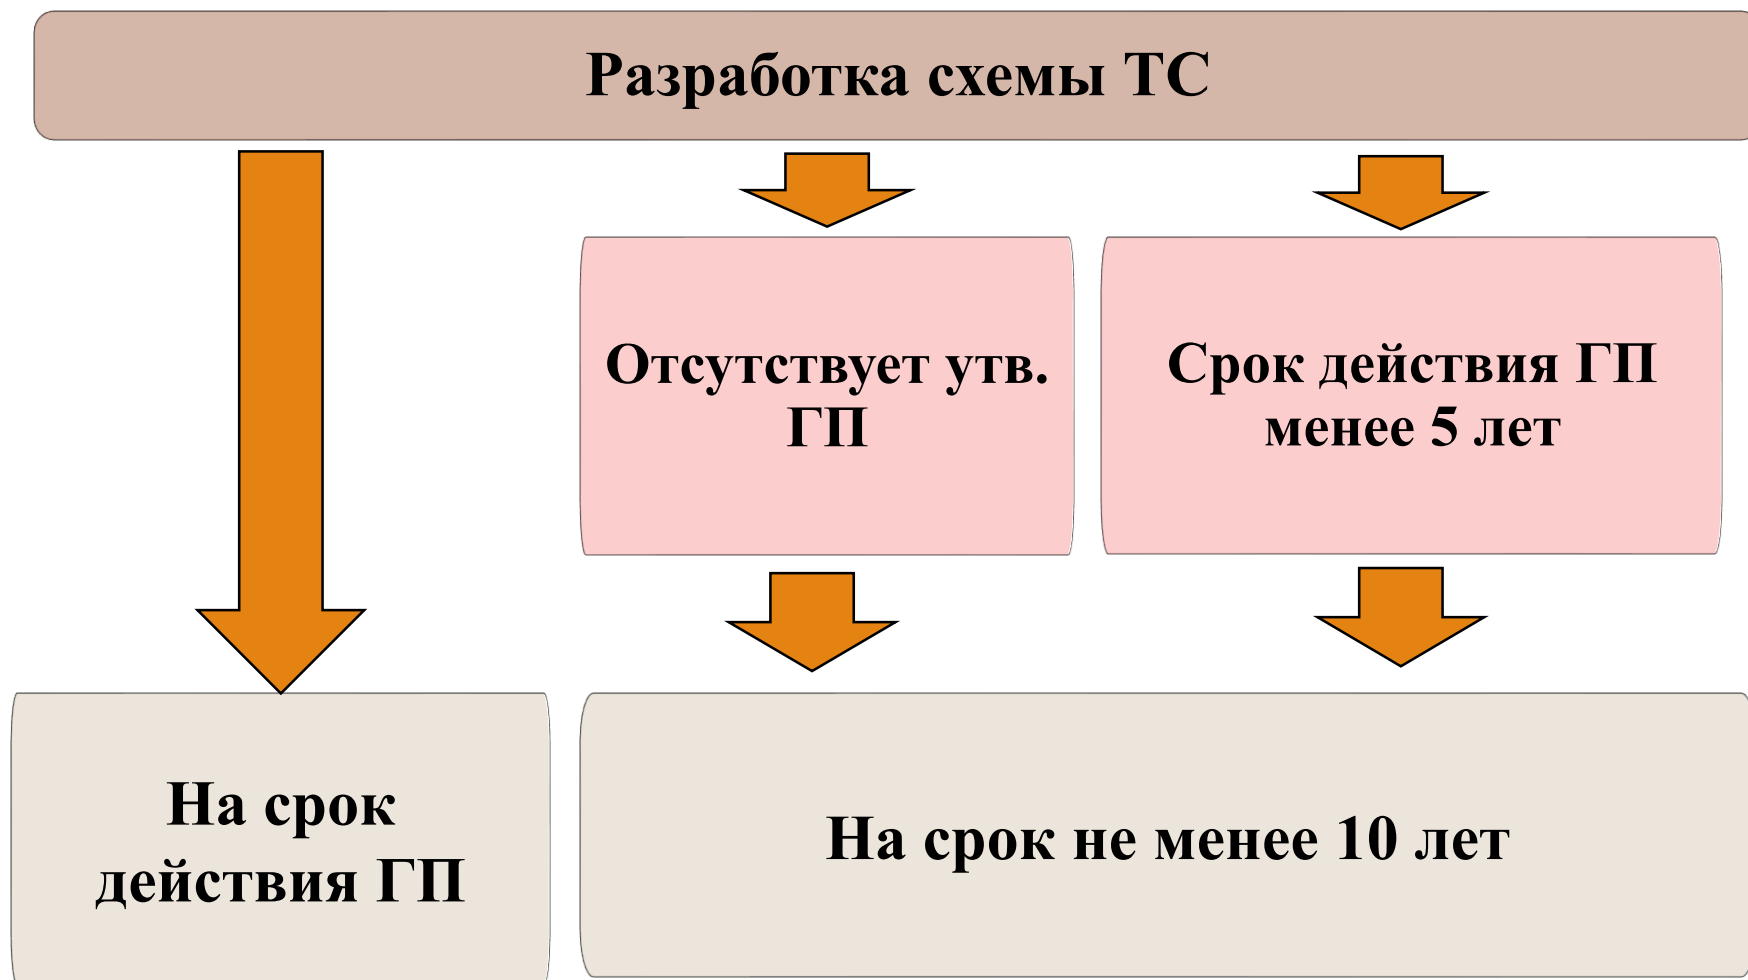 Разработка схемы ТС
Отсутствует утв.
ГП
Срок действия ГП
менее 5 лет
На срок
действия ГП
На срок не менее 10 лет